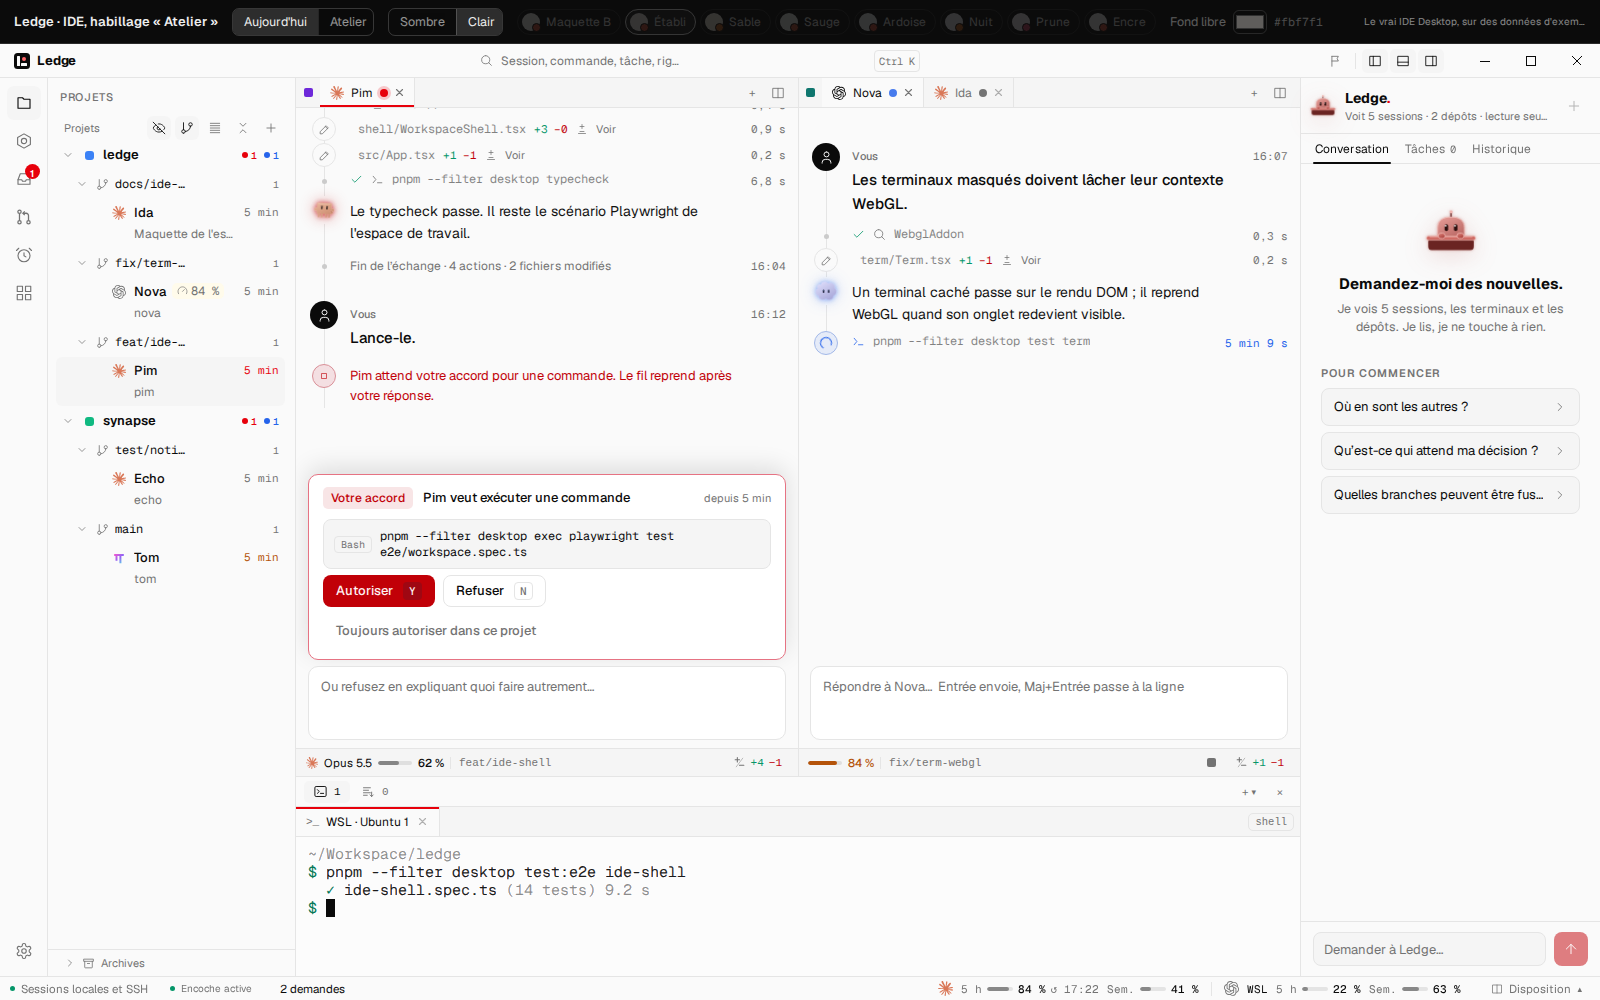 Ledge · IDE, habillage « Atelier »
Aujourd'hui
Atelier
Sombre
Clair
Maquette B
Établi
Sable
Sauge
Ardoise
Nuit
Prune
Encre
Fond libre
#fbf7f1
Le vrai IDE Desktop, sur des données d'exem…
Ledge
Session, commande, tâche, rig…
Ctrl K
PROJETS
Projets
ledge
1
1
docs/ide-…
1
Ida
5 min
Maquette de l'es…
fix/term-…
1
Nova
84 %
5 min
nova
feat/ide-…
1
Pim
5 min
pim
synapse
1
1
test/noti…
1
Echo
5 min
echo
main
1
Tom
5 min
tom
Archives
1
Pim
shell/WorkspaceShell.tsx +3 −0
Voir
0,9 s
src/App.tsx +1 −1
Voir
0,2 s
pnpm --filter desktop typecheck
6,8 s
Le typecheck passe. Il reste le scénario Playwright de
l'espace de travail.
Fin de l'échange · 4 actions · 2 fichiers modifiés
16:04
Vous
16:12
Lance-le.
Pim attend votre accord pour une commande. Le fil reprend après
votre réponse.
Votre accord
Pim veut exécuter une commande
depuis 5 min
Bash
pnpm --filter desktop exec playwright test
e2e/workspace.spec.ts
Autoriser Y
Refuser N
Toujours autoriser dans ce projet
Ou refusez en expliquant quoi faire autrement…
Opus 5.5
62 %
feat/ide-shell
+4 −1
Nova
Ida
Vous
16:07
Les terminaux masqués doivent lâcher leur contexte
WebGL.
WebglAddon
0,3 s
term/Term.tsx +1 −1
Voir
0,2 s
Un terminal caché passe sur le rendu DOM ; il reprend
WebGL quand son onglet redevient visible.
pnpm --filter desktop test term
5 min 9 s
Répondre à Nova… Entrée envoie, Maj+Entrée passe à la ligne
84 %
fix/term-webgl
+1 −1
1
0
>_ WSL · Ubuntu 1
shell
~/Workspace/ledge
$ pnpm --filter desktop test:e2e ide-shell
✓ ide-shell.spec.ts (14 tests) 9.2 s
$
Ledge.
Voit 5 sessions · 2 dépôts · lecture seu…
Conversation
Tâches 0
Historique
Demandez-moi des nouvelles.
Je vois 5 sessions, les terminaux et les
dépôts. Je lis, je ne touche à rien.
POUR COMMENCER
Où en sont les autres ?
Qu'est-ce qui attend ma décision ?
Quelles branches peuvent être fus…
Demander à Ledge…
Sessions locales et SSH
Encoche active
2 demandes
5 h
84 %
↺ 17:22
Sem.
41 %
WSL
5 h
22 %
Sem.
63 %
Disposition